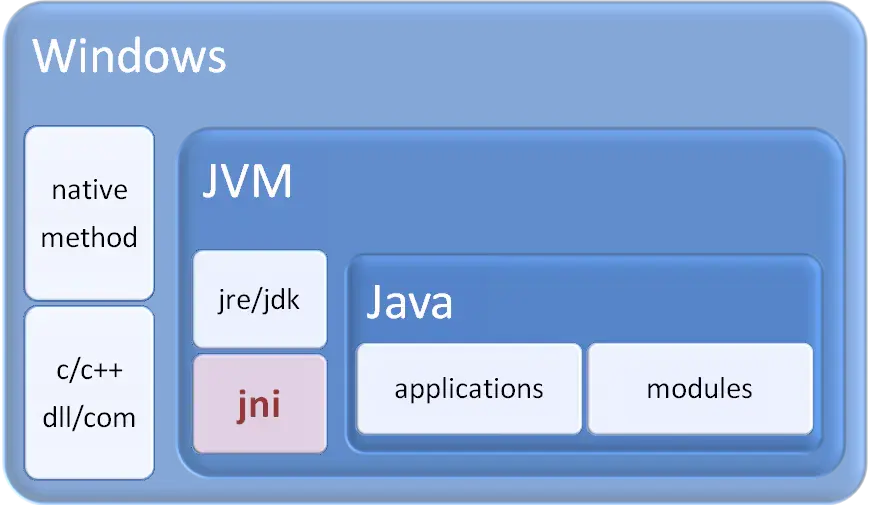 Windows
native
method
c/c++
dll/com
JVM
jre/jdk
jni
Java
applications
modules